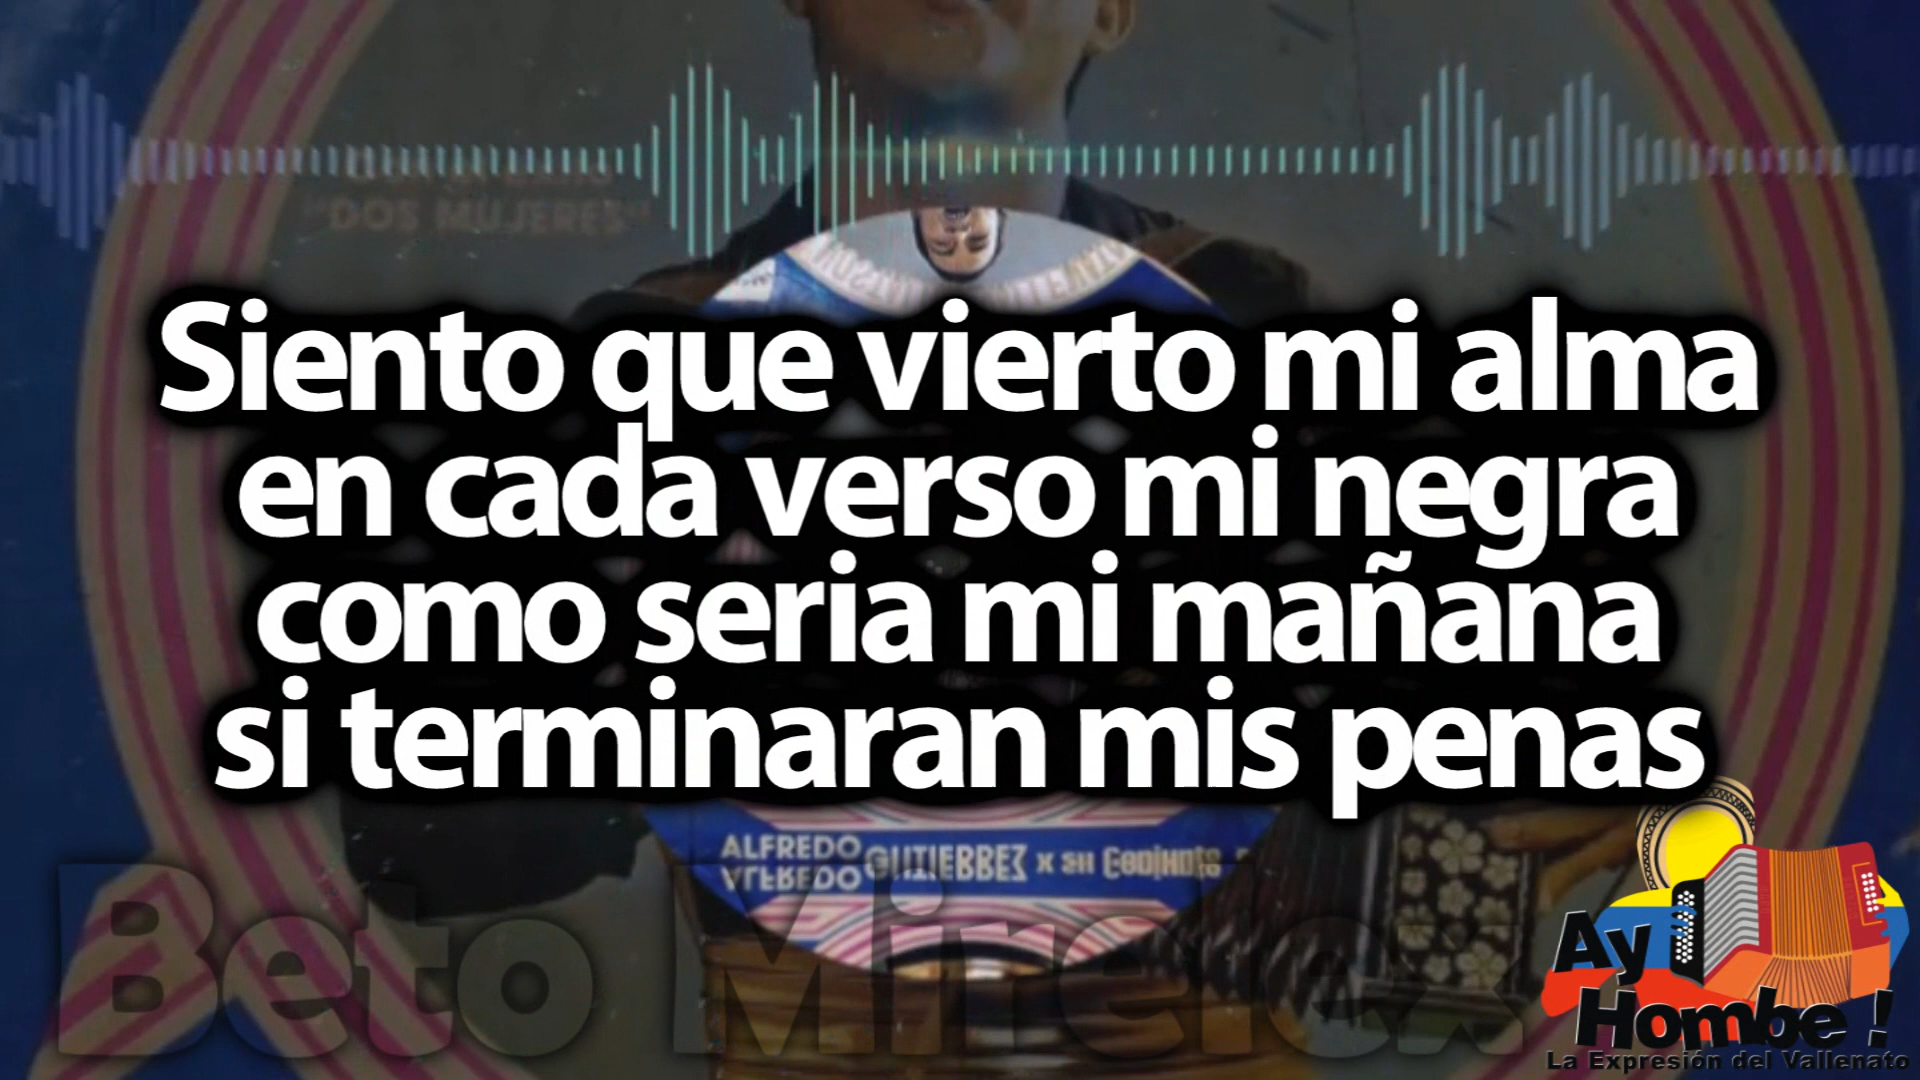 "DOS MUJERES"
Siento que vierto mi alma
en cada verso mi negra
como seria mi mañana
si terminaran mis penas
ALFREDO GUTIERREZ
Beto Mirelex
Ay
Hombe !
La Expresión del Vallenato